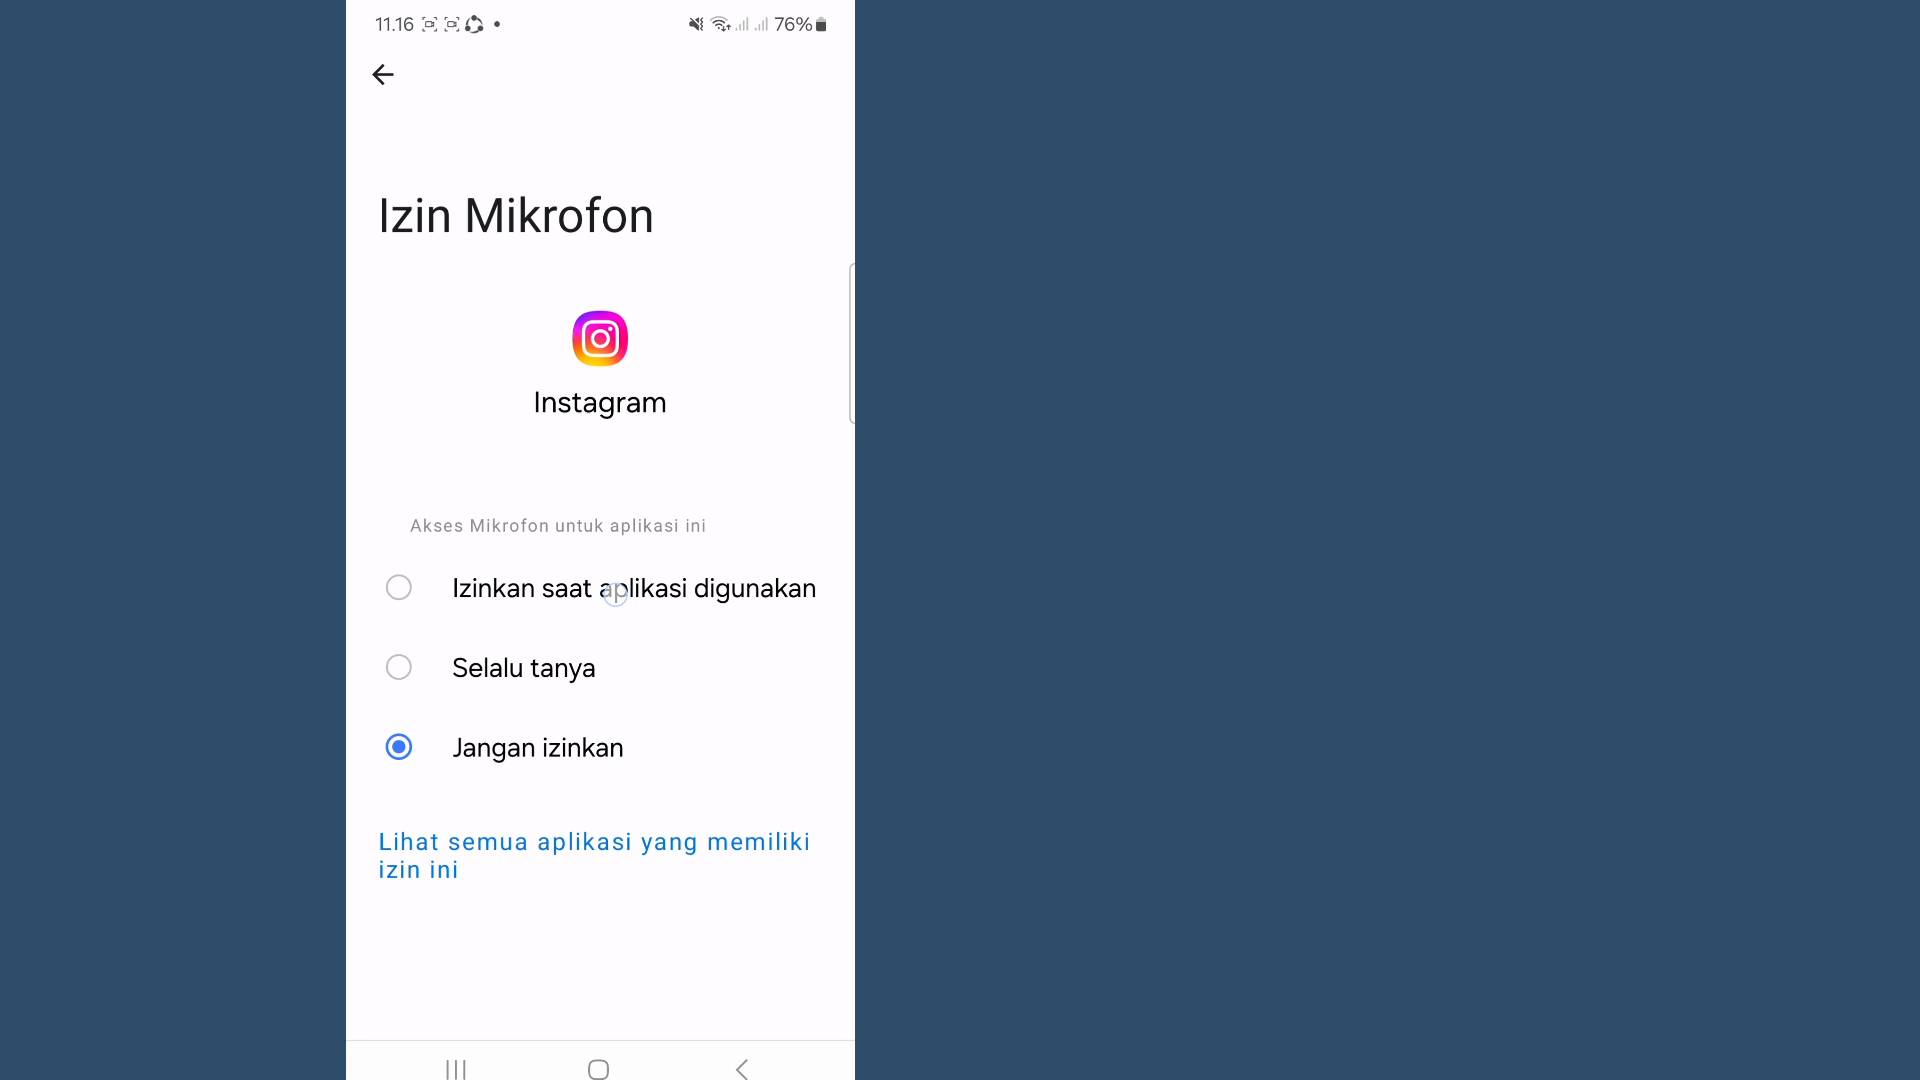 11.16
76%
Izin Mikrofon
Instagram
Akses Mikrofon untuk aplikasi ini
Izinkan saat aplikasi digunakan
Selalu tanya
Jangan izinkan
Lihat semua aplikasi yang memiliki
izin ini